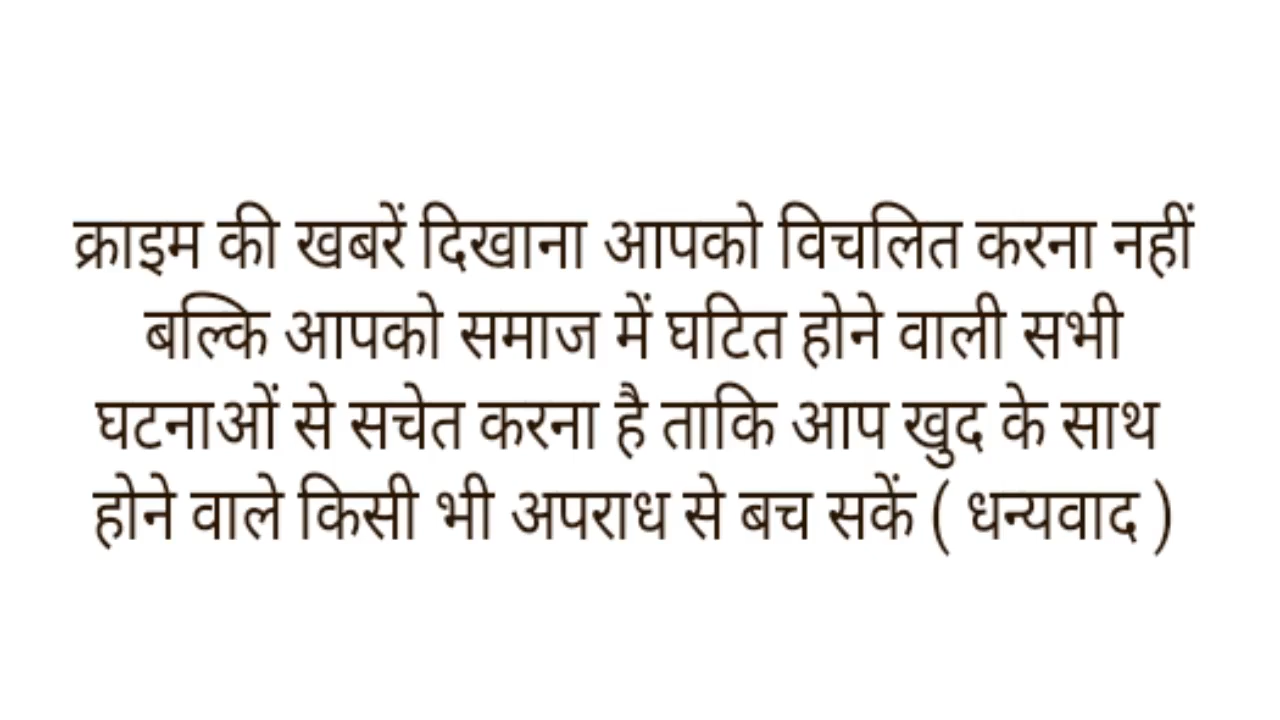 क्राइम की खबरें दिखाना आपको विचलित करना नहीं
बल्कि आपको समाज में घटित होने वाली सभी
घटनाओं से सचेत करना है ताकि आप खुद के साथ
होने वाले किसी भी अपराध से बच सकें ( धन्यवाद )